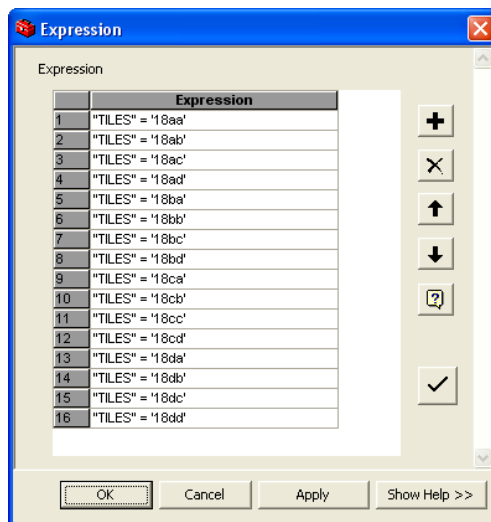 Expression
Expression
Expression
1 "TILES" = '18aa'
2 "TILES" = '18ab'
3 "TILES" = '18ac'
4 "TILES" = '18ad'
5 "TILES" = '18ba'
6 "TILES" = '18bb'
7 "TILES" = '18bc'
8 "TILES" = '18bd'
9 "TILES" = '18ca'
10 "TILES" = '18cb'
11 "TILES" = '18cc'
12 "TILES" = '18cd'
13 "TILES" = '18da'
14 "TILES" = '18db'
15 "TILES" = '18dc'
16 "TILES" = '18dd'
OK Cancel Apply Show Help >>